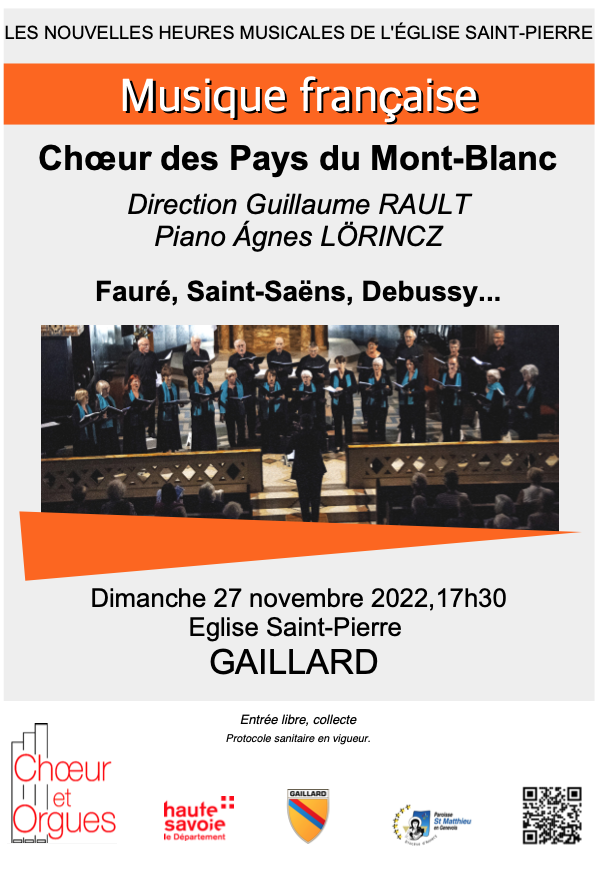 LES NOUVELLES HEURES MUSICALES DE L'ÉGLISE SAINT-PIERRE
Musique française
Chœur des Pays du Mont-Blanc
Direction Guillaume RAULT
Piano Ágnes LÖRINCZ
Fauré, Saint-Saëns, Debussy...
Dimanche 27 novembre 2022,17h30
Eglise Saint-Pierre
GAILLARD
Entrée libre, collecte
Protocole sanitaire en vigueur.
Chœur
et
Orgues
haute
savoie
le Département
GAILLARD
Paroisse
St Matthieu
en Genevois